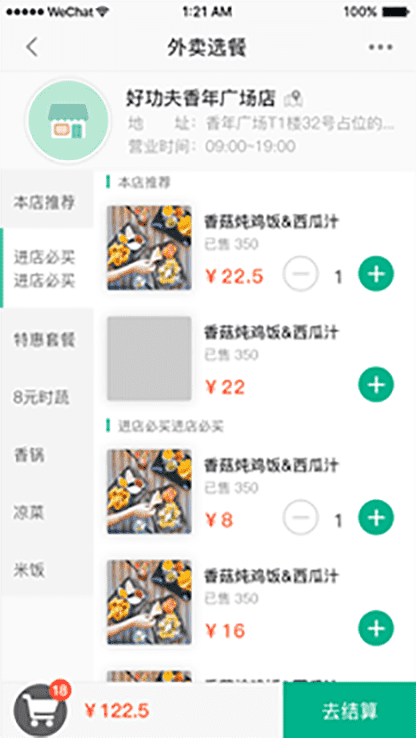 WeChat
1:21 AM
100%
外卖选餐
好功夫香年广场店
地 址：香年广场T1楼32号占位的...
营业时间：09:00~19:00
本店推荐
进店必买
进店必买
特惠套餐
8元时蔬
香锅
凉菜
米饭
本店推荐
香菇炖鸡饭&西瓜汁
已售 350
¥ 22.5
1
香菇炖鸡饭&西瓜汁
已售 350
¥ 22
进店必买进店必买
香菇炖鸡饭&西瓜汁
已售 350
¥ 8
1
香菇炖鸡饭&西瓜汁
已售 350
¥ 16
18
¥ 122.5
去结算